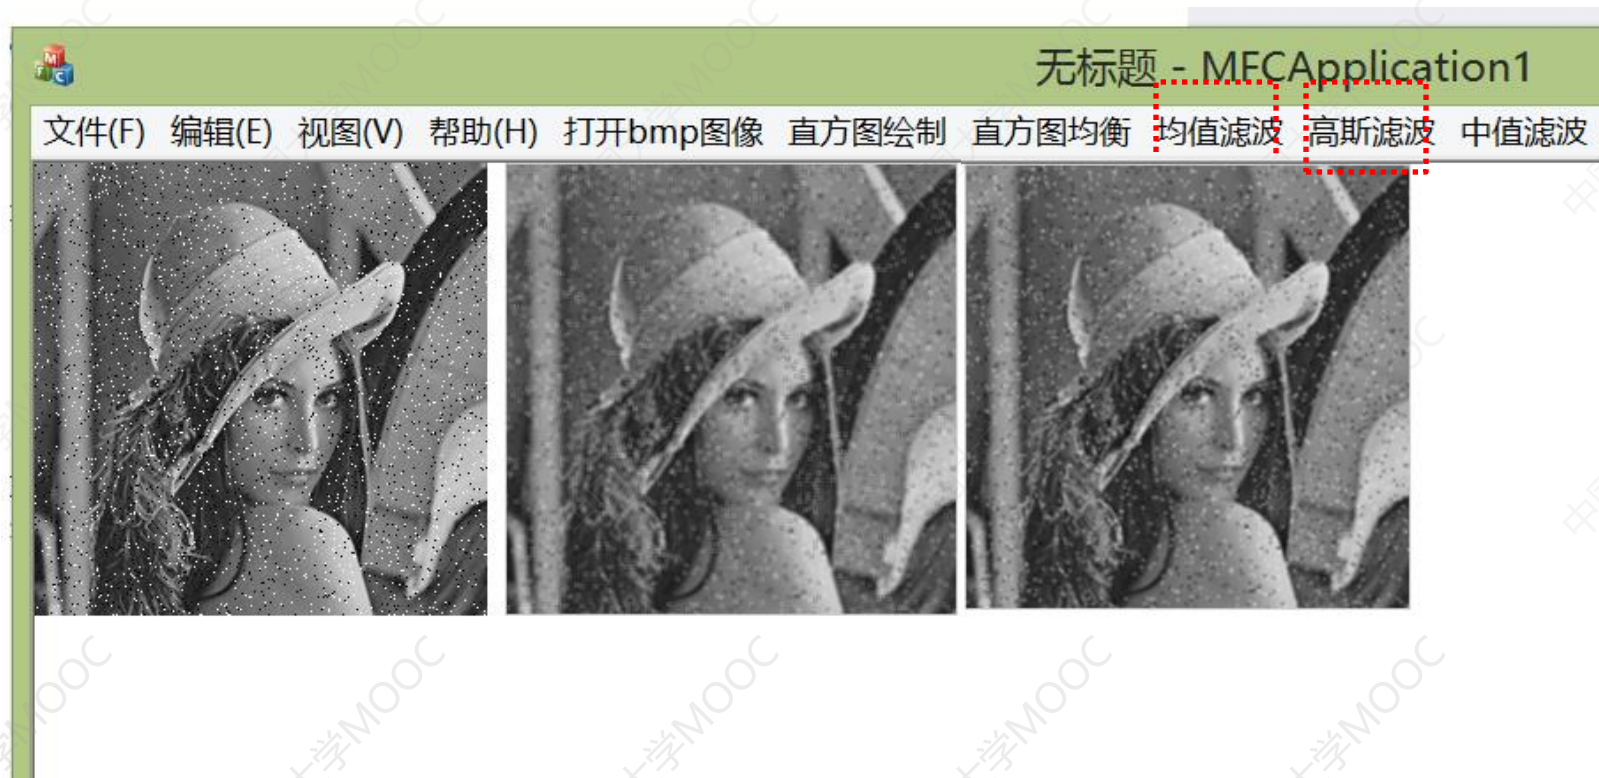 无标题 - MFCApplication1
文件(F) 编辑(E) 视图(V) 帮助(H) 打开bmp图像 直方图绘制 直方图均衡 均值滤波 高斯滤波 中值滤波